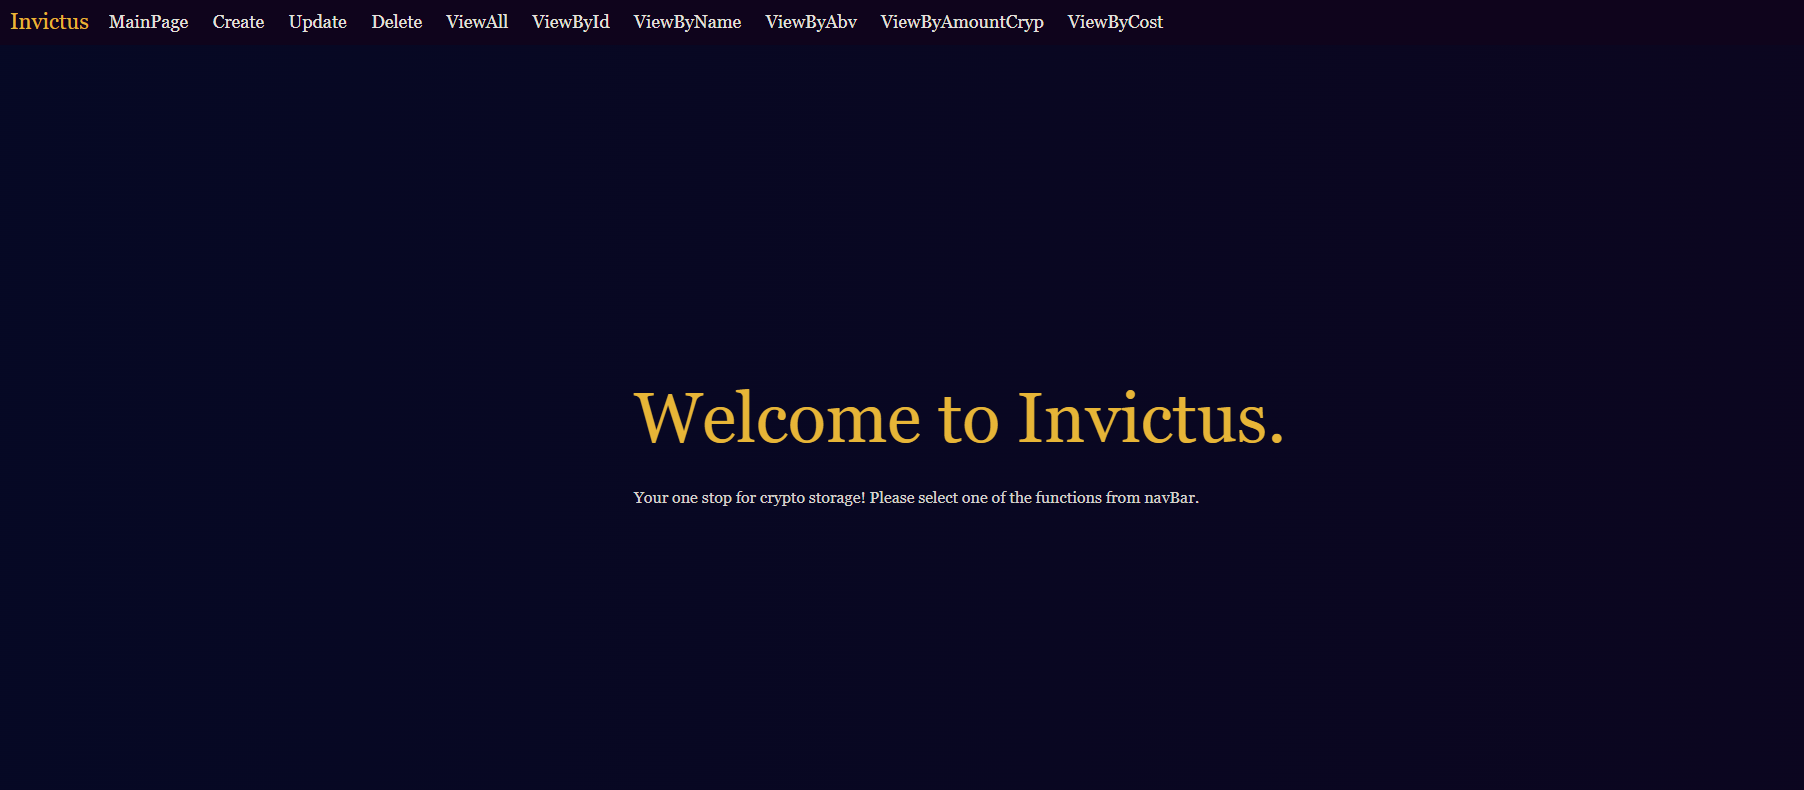 Invictus MainPage Create Update Delete ViewAll ViewById ViewByName ViewByAbv ViewByAmountCryp ViewByCost
Welcome to Invictus.
Your one stop for crypto storage! Please select one of the functions from navBar.